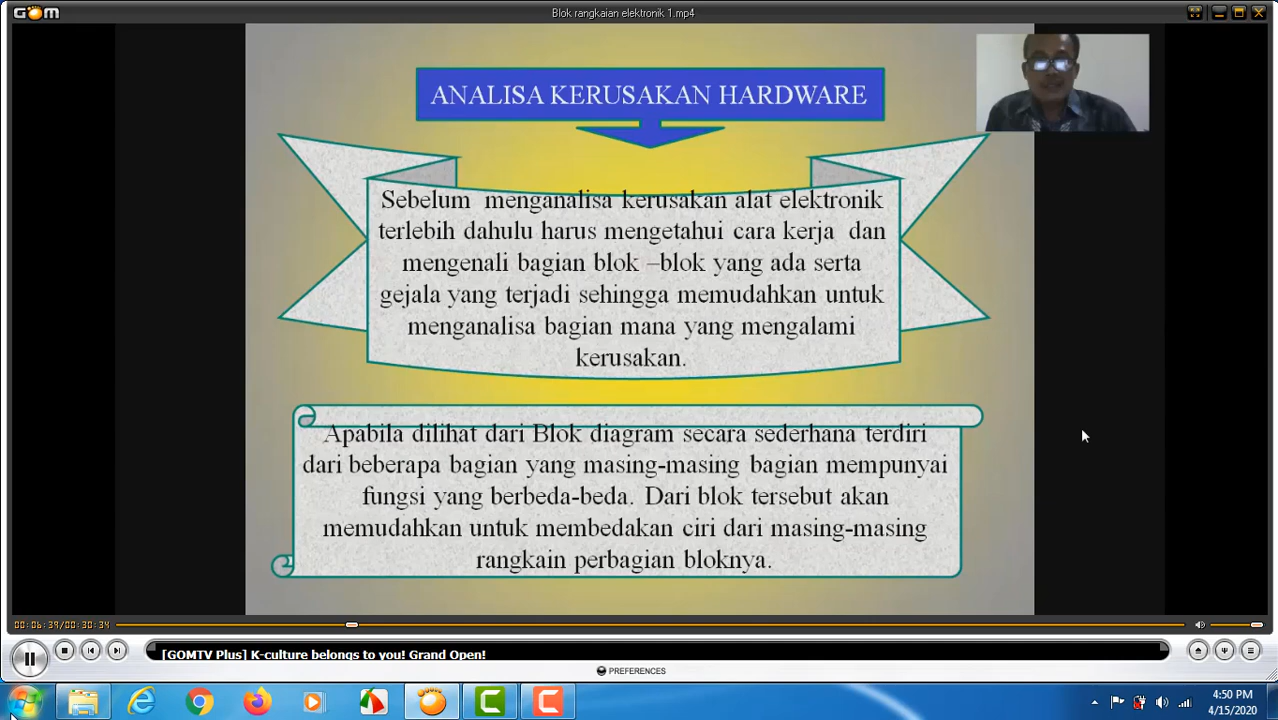 GOM
Blok rangkaian elektronik 1.mp4
ANALISA KERUSAKAN HARDWARE
Sebelum menganalisa kerusakan alat elektronik
terlebih dahulu harus mengetahui cara kerja dan
mengenali bagian blok –blok yang ada serta
gejala yang terjadi sehingga memudahkan untuk
menganalisa bagian mana yang mengalami
kerusakan.
Apabila dilihat dari Blok diagram secara sederhana terdiri
dari beberapa bagian yang masing-masing bagian mempunyai
fungsi yang berbeda-beda. Dari blok tersebut akan
memudahkan untuk membedakan ciri dari masing-masing
rangkain perbagian bloknya.
00:06:39/00:30:34
[GOMTV Plus] K-culture belongs to you! Grand Open!
PREFERENCES
4:50 PM
4/15/2020